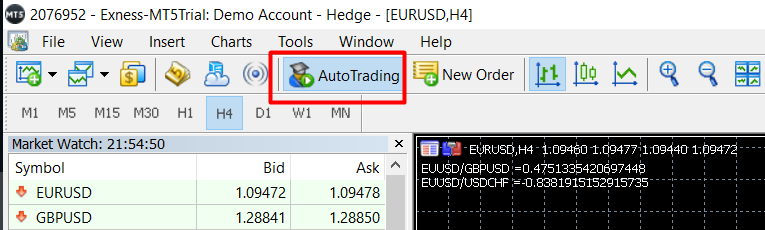 MT5 2076952 - Exness-MT5Trial: Demo Account - Hedge - [EURUSD,H4]
File View Insert Charts Tools Window Help
AutoTrading New Order
M1 M5 M15 M30 H1 H4 D1 W1 MN
Market Watch: 21:54:50
Symbol Bid Ask
EURUSD 1.09472 1.09478
GBPUSD 1.28841 1.28850
EURUSD,H4 1.09460 1.09477 1.09440 1.09472
EUUSD/GBPUSD =0.4751335420697448
EUUSD/USDCHF =-0.8381915152915735